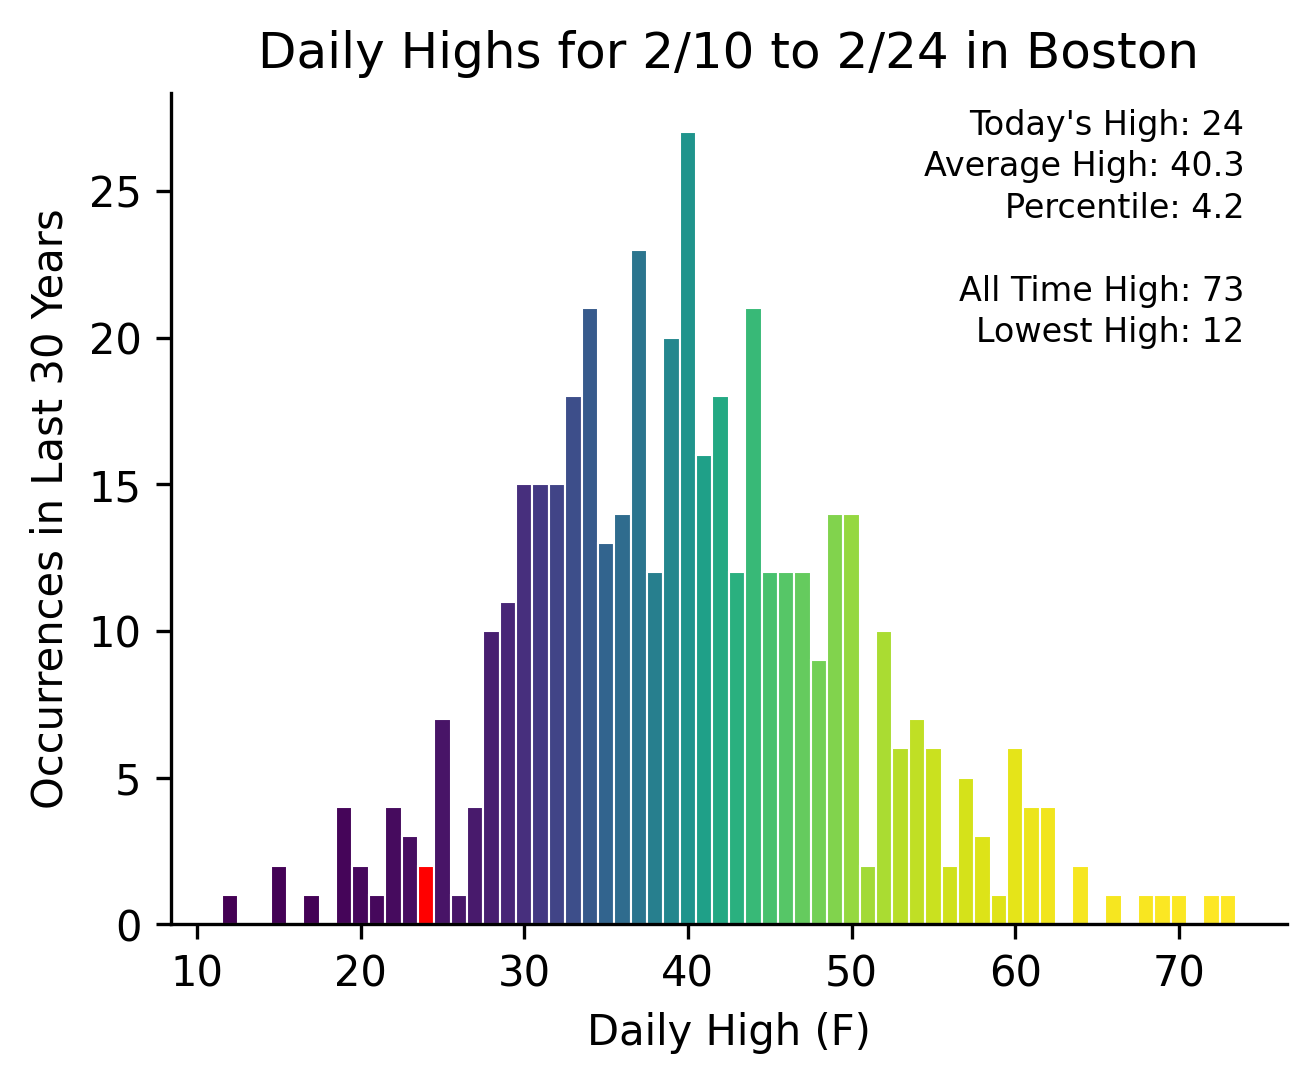 Daily Highs for 2/10 to 2/24 in Boston
Today's High: 24
Average High: 40.3
Percentile: 4.2
All Time High: 73
Lowest High: 12
Occurrences in Last 30 Years
25
20
15
10
5
0
10 20 30 40 50 60 70
Daily High (F)